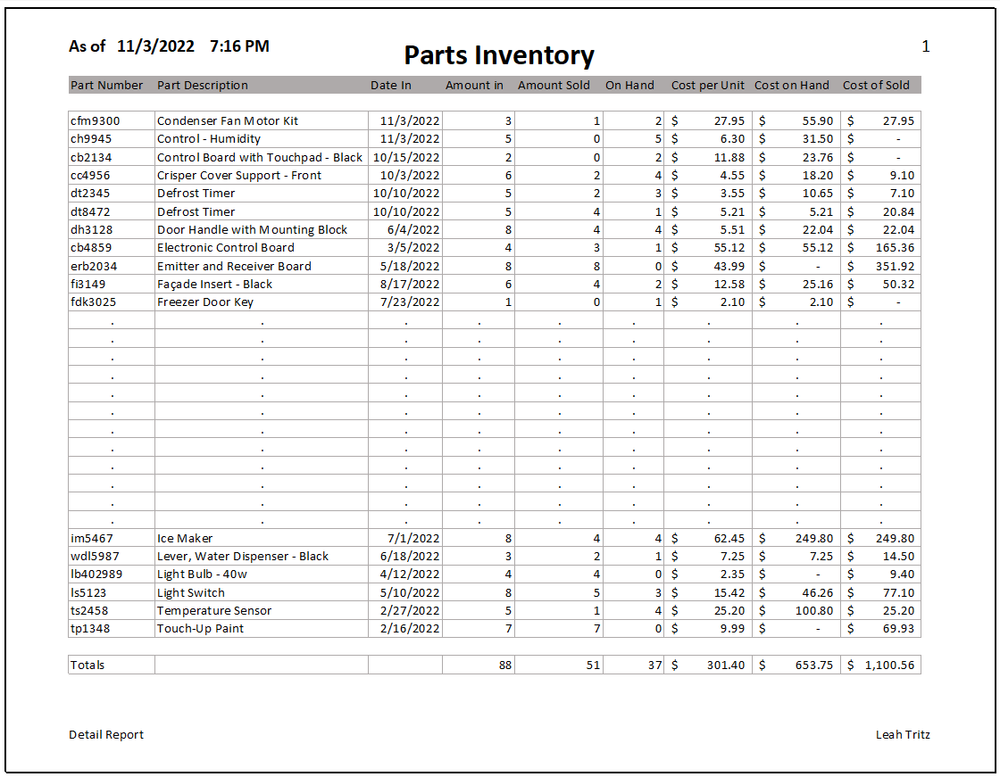 As of 11/3/2022 7:16 PM
Parts Inventory
1
Part Number Part Description Date In Amount in Amount Sold On Hand Cost per Unit Cost on Hand Cost of Sold
cfm9300 Condenser Fan Motor Kit 11/3/2022 3 1 2 $ 27.95 $ 55.90 $ 27.95
ch9945 Control - Humidity 11/3/2022 5 0 5 $ 6.30 $ 31.50 $ -
cb2134 Control Board with Touchpad - Black 10/15/2022 2 0 2 $ 11.88 $ 23.76 $ -
cc4956 Crisper Cover Support - Front 10/3/2022 6 2 4 $ 4.55 $ 18.20 $ 9.10
dt2345 Defrost Timer 10/10/2022 5 2 3 $ 3.55 $ 10.65 $ 7.10
dt8472 Defrost Timer 10/10/2022 5 4 1 $ 5.21 $ 5.21 $ 20.84
dh3128 Door Handle with Mounting Block 6/4/2022 8 4 4 $ 5.51 $ 22.04 $ 22.04
cb4859 Electronic Control Board 3/5/2022 4 3 1 $ 55.12 $ 55.12 $ 165.36
erb2034 Emitter and Receiver Board 5/18/2022 8 8 0 $ 43.99 $ - $ 351.92
fi3149 Façade Insert - Black 8/17/2022 6 4 2 $ 12.58 $ 25.16 $ 50.32
fdk3025 Freezer Door Key 7/23/2022 1 0 1 $ 2.10 $ 2.10 $ -
. . . . . . . . .
. . . . . . . . .
. . . . . . . . .
. . . . . . . . .
. . . . . . . . .
. . . . . . . . .
. . . . . . . . .
. . . . . . . . .
. . . . . . . . .
. . . . . . . . .
. . . . . . . . .
. . . . . . . . .
im5467 Ice Maker 7/1/2022 8 4 4 $ 62.45 $ 249.80 $ 249.80
wdl5987 Lever, Water Dispenser - Black 6/18/2022 3 2 1 $ 7.25 $ 7.25 $ 14.50
lb402989 Light Bulb - 40w 4/12/2022 4 4 0 $ 2.35 $ - $ 9.40
ls5123 Light Switch 5/10/2022 8 5 3 $ 15.42 $ 46.26 $ 77.10
ts2458 Temperature Sensor 2/27/2022 5 1 4 $ 25.20 $ 100.80 $ 25.20
tp1348 Touch-Up Paint 2/16/2022 7 7 0 $ 9.99 $ - $ 69.93
Totals 88 51 37 $ 301.40 $ 653.75 $ 1,100.56
Detail Report
Leah Tritz